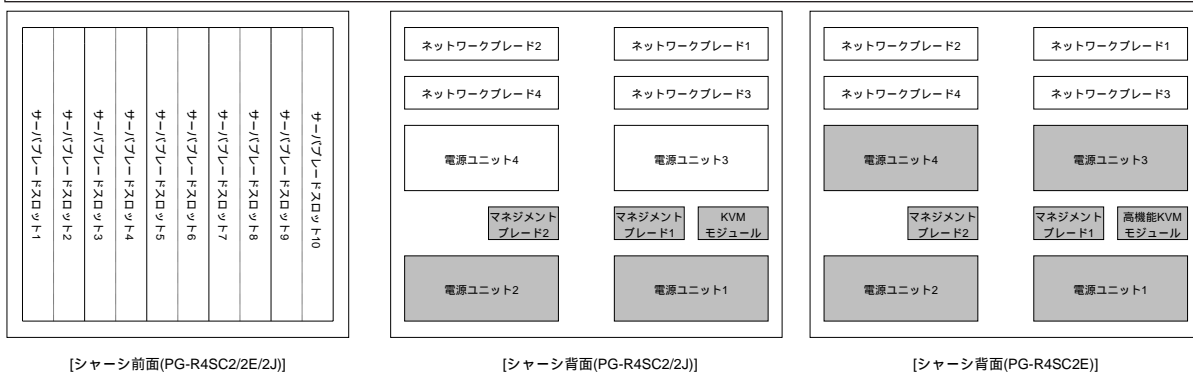 サーバブレードスロット1
サーバブレードスロット2
サーバブレードスロット3
サーバブレードスロット4
サーバブレードスロット5
サーバブレードスロット6
サーバブレードスロット7
サーバブレードスロット8
サーバブレードスロット9
サーバブレードスロット10
[シャーシ前面(PG-R4SC2/2E/2J)]
ネットワークブレード2
ネットワークブレード1
ネットワークブレード4
ネットワークブレード3
電源ユニット4
電源ユニット3
マネジメント
ブレード2
マネジメント
ブレード1
KVM
モジュール
電源ユニット2
電源ユニット1
[シャーシ背面(PG-R4SC2/2J)]
ネットワークブレード2
ネットワークブレード1
ネットワークブレード4
ネットワークブレード3
電源ユニット4
電源ユニット3
マネジメント
ブレード2
マネジメント
ブレード1
高機能KVM
モジュール
電源ユニット2
電源ユニット1
[シャーシ背面(PG-R4SC2E)]